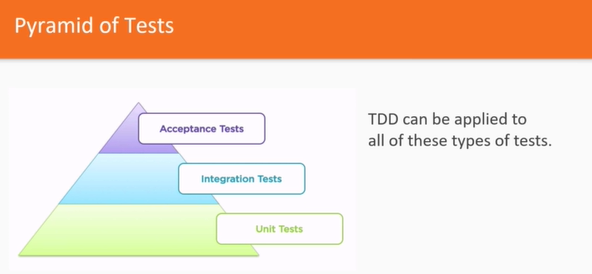 Pyramid of Tests
Acceptance Tests
Integration Tests
Unit Tests
TDD can be applied to
all of these types of tests.